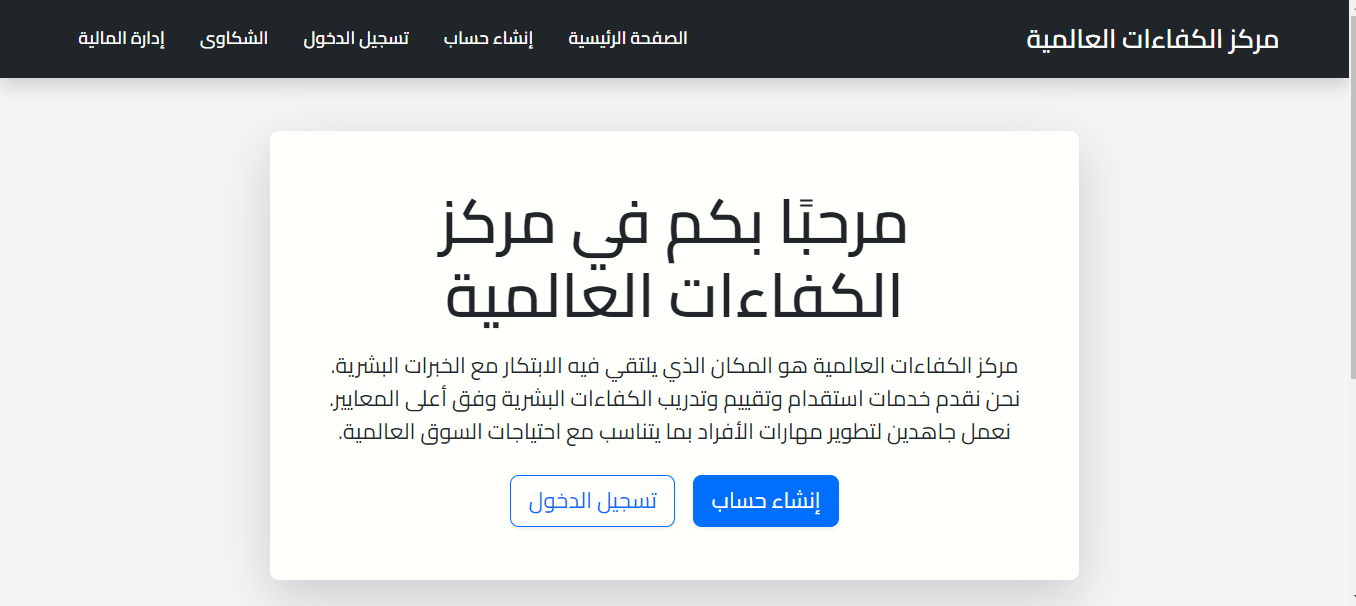 مركز الكفاءات العالمية
الصفحة الرئيسية إنشاء حساب تسجيل الدخول الشكاوى إدارة المالية
مرحبًا بكم في مركز
الكفاءات العالمية
مركز الكفاءات العالمية هو المكان الذي يلتقي فيه الابتكار مع الخبرات البشرية.
نحن نقدم خدمات استقدام وتقييم وتدريب الكفاءات البشرية وفق أعلى المعايير.
نعمل جاهدين لتطوير مهارات الأفراد بما يتناسب مع احتياجات السوق العالمية.
إنشاء حساب تسجيل الدخول